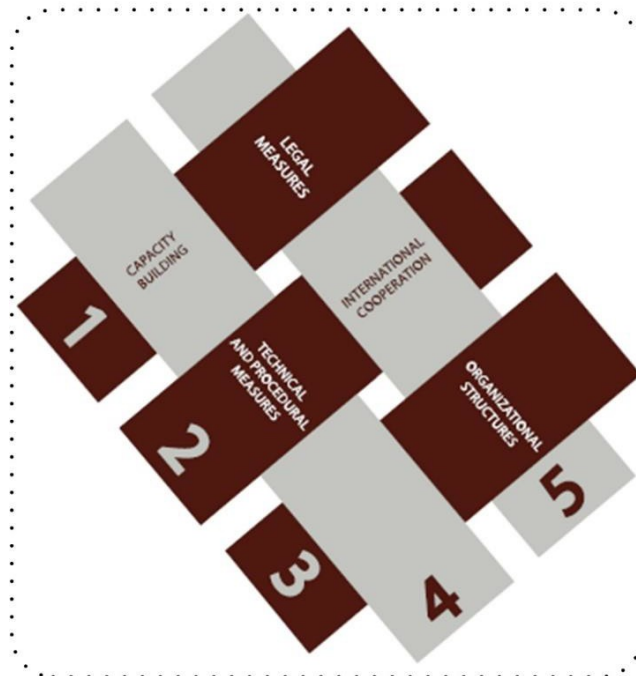 LEGAL
MEASURES
CAPACITY
BUILDING
INTERNATIONAL
COOPERATION
1
TECHNICAL
AND PROCEDURAL
MEASURES
ORGANIZATIONAL
STRUCTURES
2
5
3
4